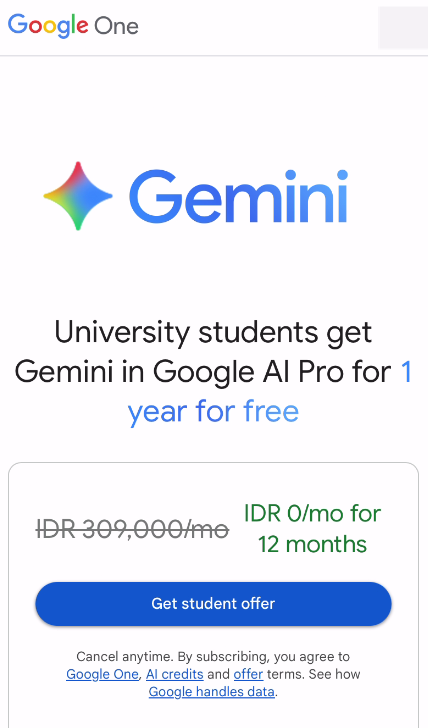 Google One
Gemini
University students get
Gemini in Google AI Pro for 1
year for free
IDR 309,000/mo
IDR 0/mo for
12 months
Get student offer
Cancel anytime. By subscribing, you agree to
Google One, AI credits and offer terms. See how
Google handles data.